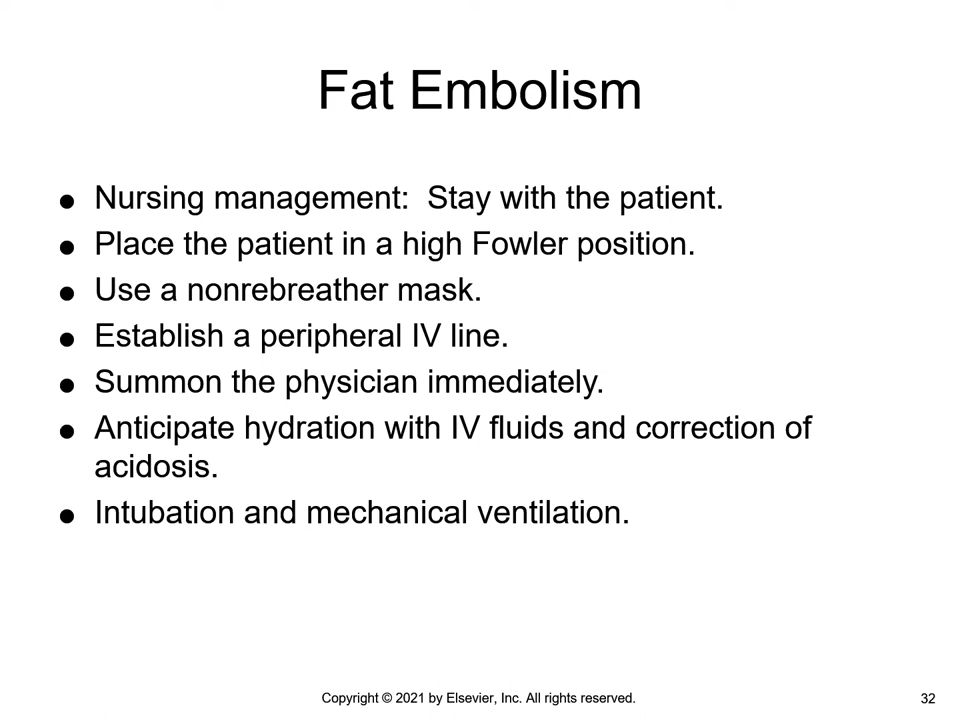 Fat Embolism
● Nursing management:  Stay with the patient.
● Place the patient in a high Fowler position.
● Use a nonrebreather mask.
● Establish a peripheral IV line.
● Summon the physician immediately.
● Anticipate hydration with IV fluids and correction of
acidosis.
● Intubation and mechanical ventilation.
Copyright © 2021 by Elsevier, Inc. All rights reserved.
32